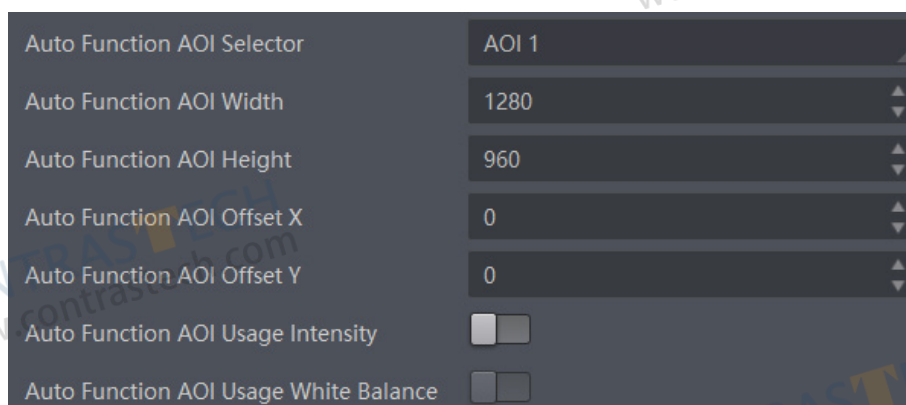 Auto Function AOI Selector AOI 1
Auto Function AOI Width 1280
Auto Function AOI Height 960
Auto Function AOI Offset X 0
Auto Function AOI Offset Y 0
Auto Function AOI Usage Intensity
Auto Function AOI Usage White Balance